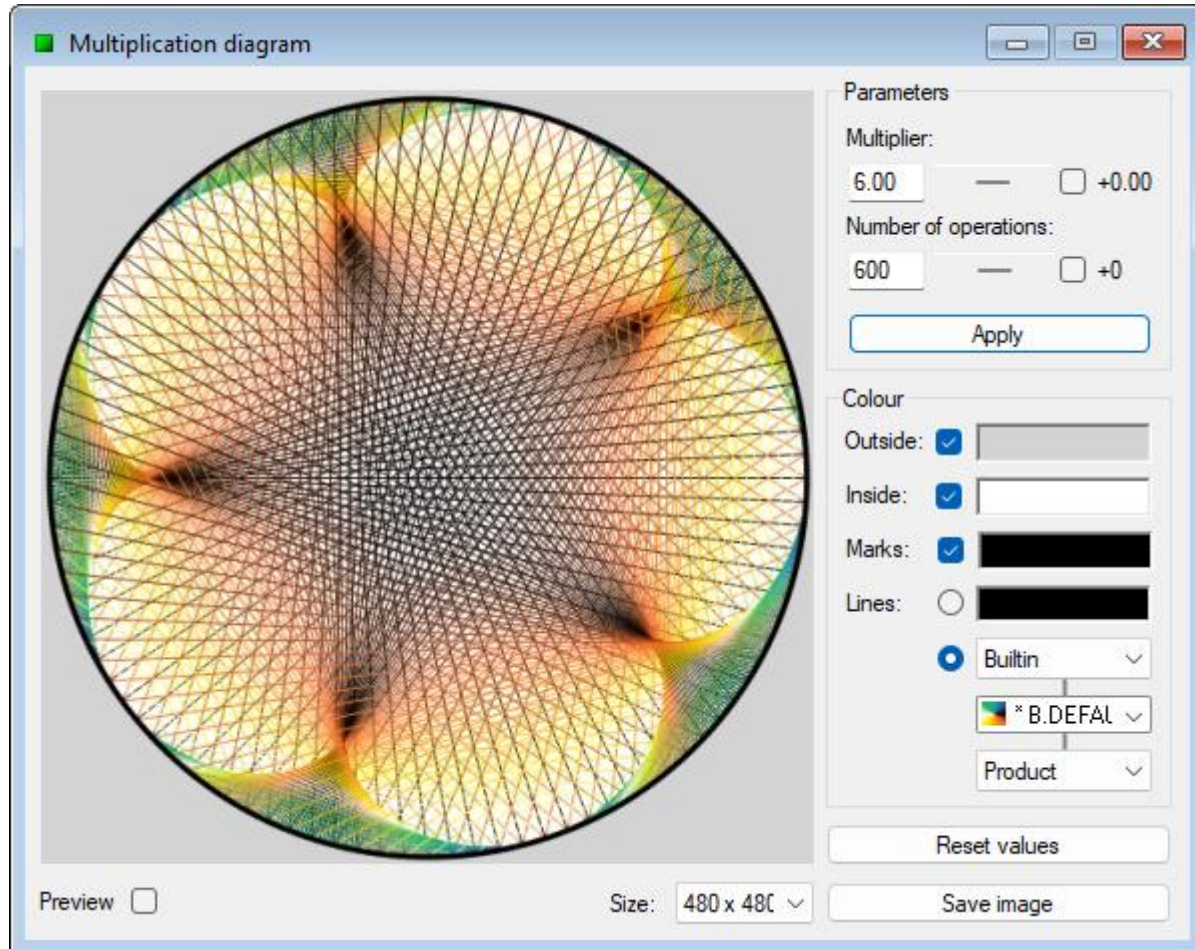 Multiplication diagram
Parameters
Multiplier:
6.00 +0.00
Number of operations:
600 +0
Apply
Colour
Outside:
Inside:
Marks:
Lines:
Builtin
* B.DEFAU
Product
Reset values
Preview Size: 480 x 480 Save image